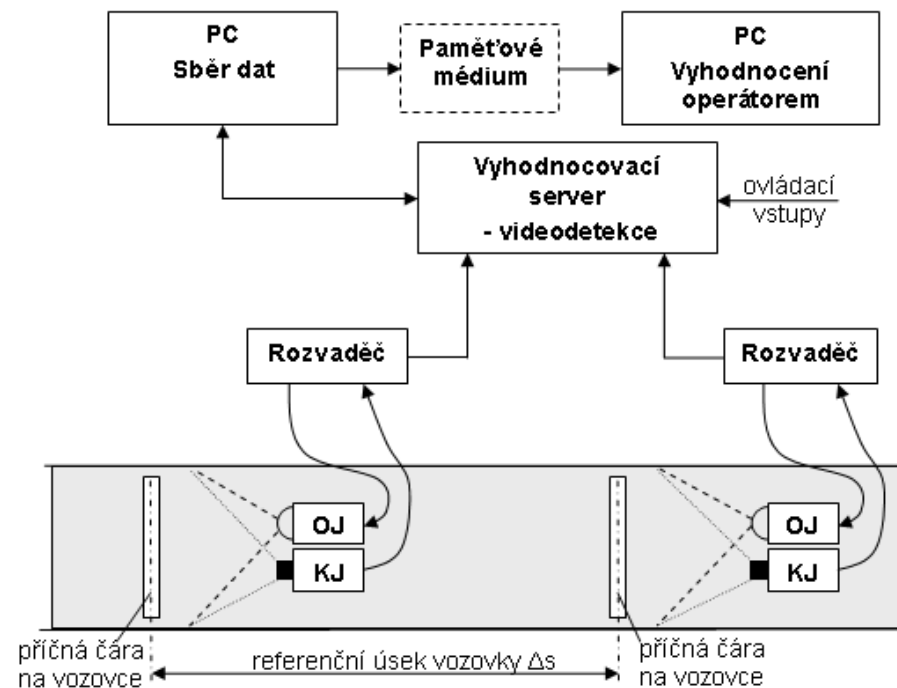 PC
Sběr dat
Paměťové
médium
PC
Vyhodnocení
operátorem
Vyhodnocovací
server
- videodetekce
ovládací
vstupy
Rozvaděč
Rozvaděč
OJ
KJ
OJ
KJ
příčná čára
na vozovce
referenční úsek vozovky Δs
příčná čára
na vozovce